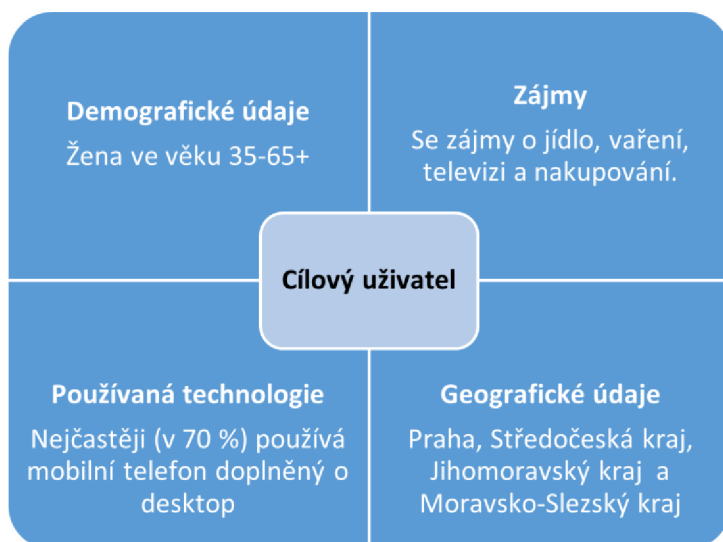 Demografické údaje
Žena ve věku 35-65+
Zájmy
Se zájmy o jídlo, vaření,
televizi a nakupování.
Cílový uživatel
Používaná technologie
Nejčastěji (v 70 %) používá
mobilní telefon doplněný o
desktop
Geografické údaje
Praha, Středočeská kraj,
Jihomoravský kraj a
Moravsko-Slezský kraj